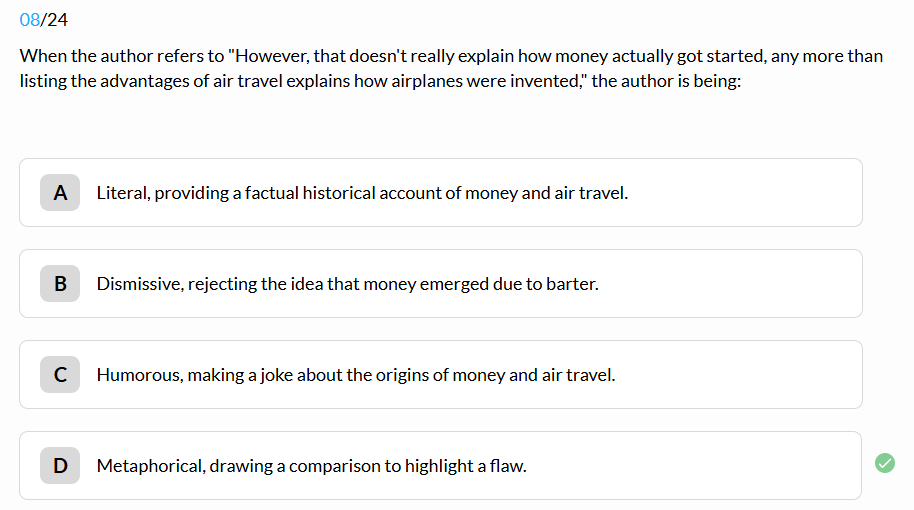 08/24
When the author refers to "However, that doesn't really explain how money actually got started, any more than
listing the advantages of air travel explains how airplanes were invented," the author is being:
A Literal, providing a factual historical account of money and air travel.
B Dismissive, rejecting the idea that money emerged due to barter.
C Humorous, making a joke about the origins of money and air travel.
D Metaphorical, drawing a comparison to highlight a flaw.